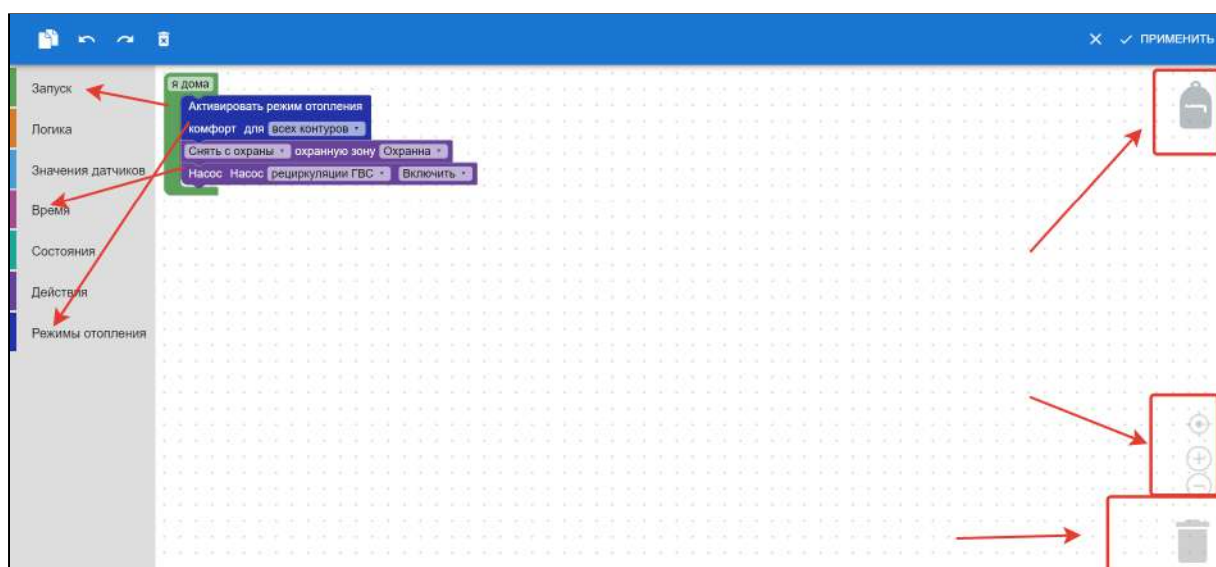 ПРИМЕНИТЬ
Запуск
Логика
Значения датчиков
Время
Состояния
Действия
Режимы отопления
я дома
Активировать режим отопления
комфорт для всех контуров
Снять с охраны охранную зону Охранна
Насос Насос рециркуляции ГВС Включить